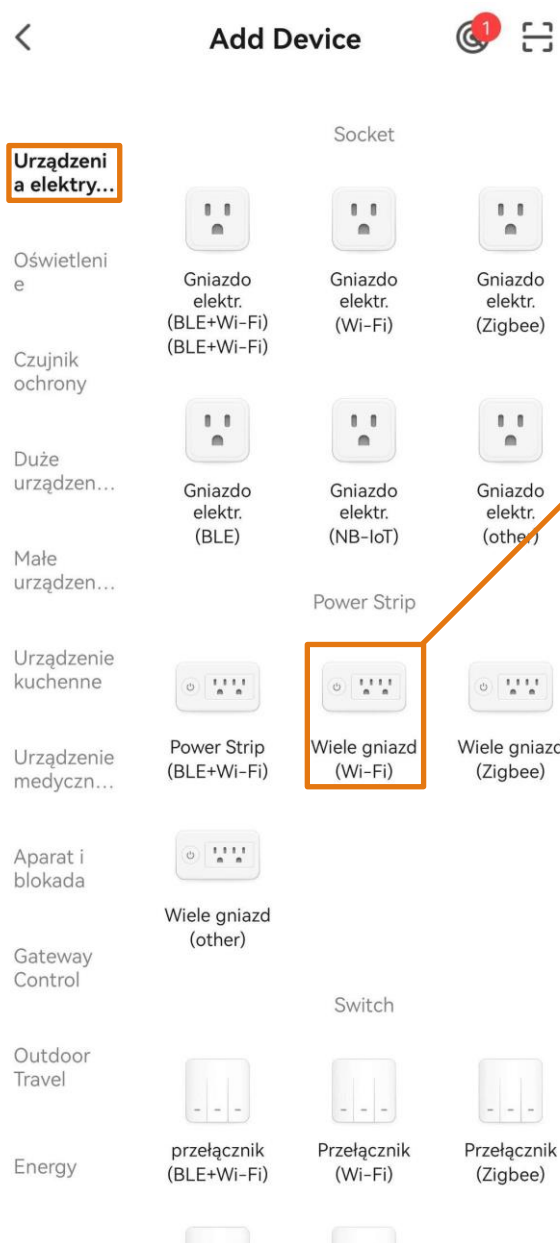 Add Device
1
Urządzeni
a elektry...
Oświetleni
e
Czujnik
ochrony
Duże
urządzen...
Małe
urządzen...
Urządzenie
kuchenne
Urządzenie
medyczn...
Aparat i
blokada
Gateway
Control
Outdoor
Travel
Energy
Socket
Gniazdo
elektr.
(BLE+Wi-Fi)
(BLE+Wi-Fi)
Gniazdo
elektr.
(Wi-Fi)
Gniazdo
elektr.
(Zigbee)
Gniazdo
elektr.
(BLE)
Gniazdo
elektr.
(NB-IoT)
Gniazdo
elektr.
(other)
Power Strip
Power Strip
(BLE+Wi-Fi)
Wiele gniazd
(Wi-Fi)
Wiele gniazd
(Zigbee)
Wiele gniazd
(other)
Switch
przełącznik
(BLE+Wi-Fi)
Przełącznik
(Wi-Fi)
Przełącznik
(Zigbee)